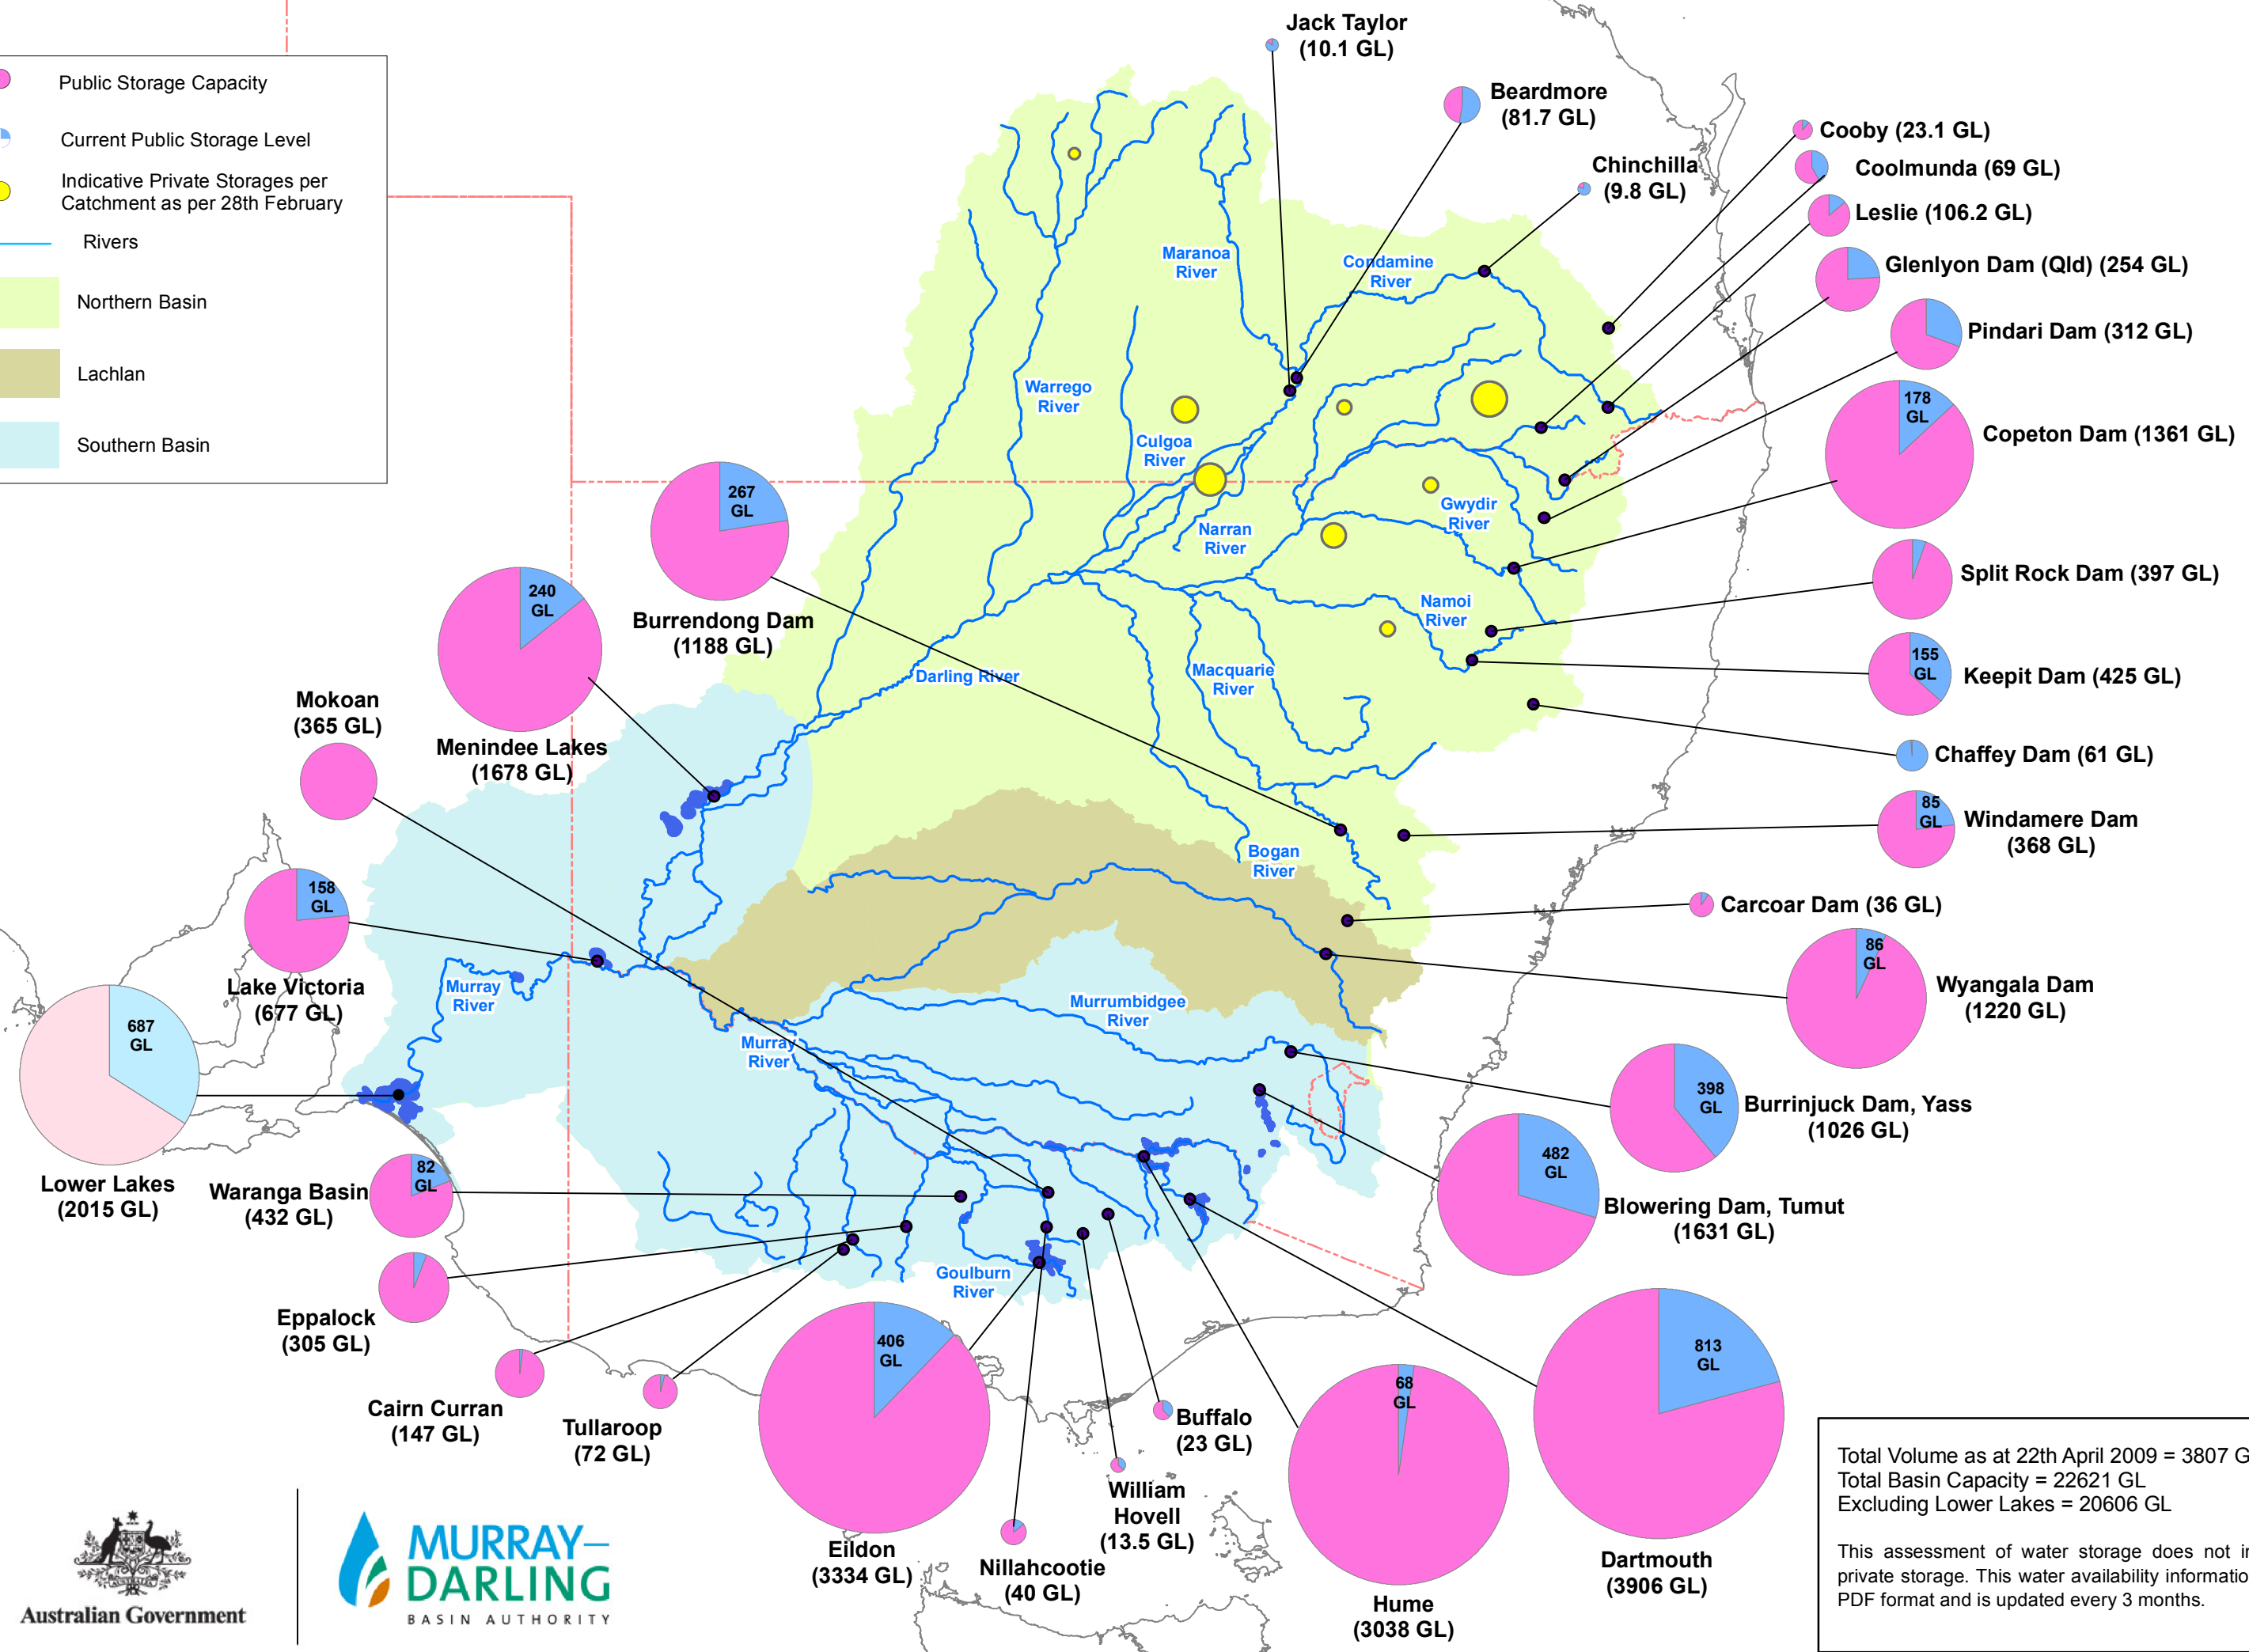 Public Storage Capacity
Current Public Storage Level
Indicative Private Storages per
Catchment as per 28th February
Rivers
Northern Basin
Lachlan
Southern Basin
Jack Taylor
(10.1 GL)
Beardmore
(81.7 GL)
Chinchilla
(9.8 GL)
Cooby (23.1 GL)
Coolmunda (69 GL)
Leslie (106.2 GL)
Glenlyon Dam (Qld) (254 GL)
Pindari Dam (312 GL)
178
GL
Copeton Dam (1361 GL)
Split Rock Dam (397 GL)
155
GL
Keepit Dam (425 GL)
Chaffey Dam (61 GL)
85
GL
Windamere Dam
(368 GL)
Carcoar Dam (36 GL)
86
GL
Wyangala Dam
(1220 GL)
398
GL
Burrinjuck Dam, Yass
(1026 GL)
482
GL
Blowering Dam, Tumut
(1631 GL)
813
GL
Dartmouth
(3906 GL)
68
GL
Hume
(3038 GL)
Buffalo
(23 GL)
William
Hovell
(13.5 GL)
Nillahcootie
(40 GL)
406
GL
Eildon
(3334 GL)
Tullaroop
(72 GL)
Cairn Curran
(147 GL)
Eppalock
(305 GL)
82
GL
Waranga Basin
(432 GL)
687
GL
Lower Lakes
(2015 GL)
158
GL
Lake Victoria
(677 GL)
Mokoan
(365 GL)
240
GL
Menindee Lakes
(1678 GL)
267
GL
Burrendong Dam
(1188 GL)
Maranoa
River
Condamine
River
Warrego
River
Culgoa
River
Narran
River
Gwydir
River
Namoi
River
Macquarie
River
Darling River
Bogan
River
Murray
River
Murrumbidgee
River
Murray
River
Goulburn
River
Australian Government
MURRAY–
DARLING
BASIN AUTHORITY
Total Volume as at 22th April 2009 = 3807 G
Total Basin Capacity = 22621 GL
Excluding Lower Lakes = 20606 GL
This assessment of water storage does not in
private storage. This water availability informatio
PDF format and is updated every 3 months.